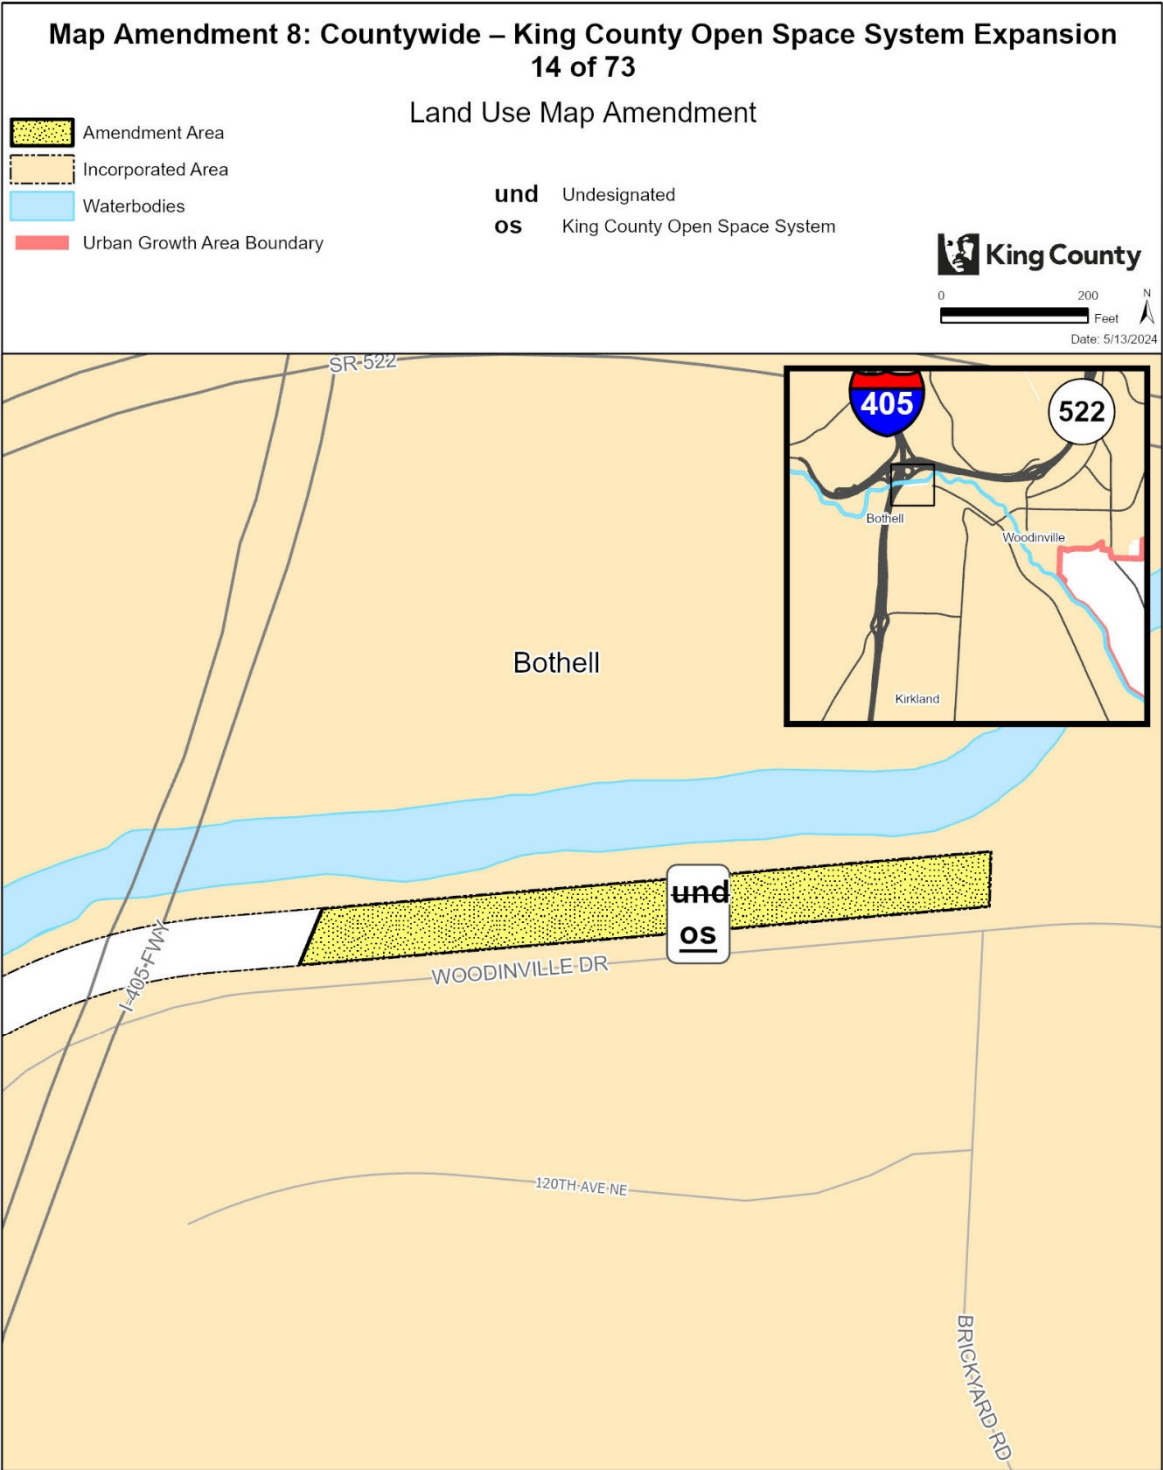 Map Amendment 8: Countywide – King County Open Space System Expansion
14 of 73
Land Use Map Amendment
Amendment Area
Incorporated Area
Waterbodies
Urban Growth Area Boundary
und Undesignated
os King County Open Space System
King County
0 200
Feet
N
Date: 5/13/2024
SR 522
405
522
Bothell
Woodinville
Kirkland
Bothell
und
os
I-405 FWY
WOODINVILLE DR
120TH AVE NE
BRICKYARD RD